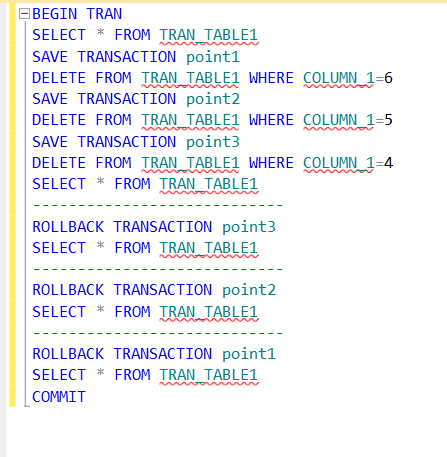 BEGIN TRAN
SELECT * FROM TRAN_TABLE1
SAVE TRANSACTION point1
DELETE FROM TRAN_TABLE1 WHERE COLUMN_1=6
SAVE TRANSACTION point2
DELETE FROM TRAN_TABLE1 WHERE COLUMN_1=5
SAVE TRANSACTION point3
DELETE FROM TRAN_TABLE1 WHERE COLUMN_1=4
SELECT * FROM TRAN_TABLE1
----------------------------
ROLLBACK TRANSACTION point3
SELECT * FROM TRAN_TABLE1
----------------------------
ROLLBACK TRANSACTION point2
SELECT * FROM TRAN_TABLE1
----------------------------
ROLLBACK TRANSACTION point1
SELECT * FROM TRAN_TABLE1
COMMIT